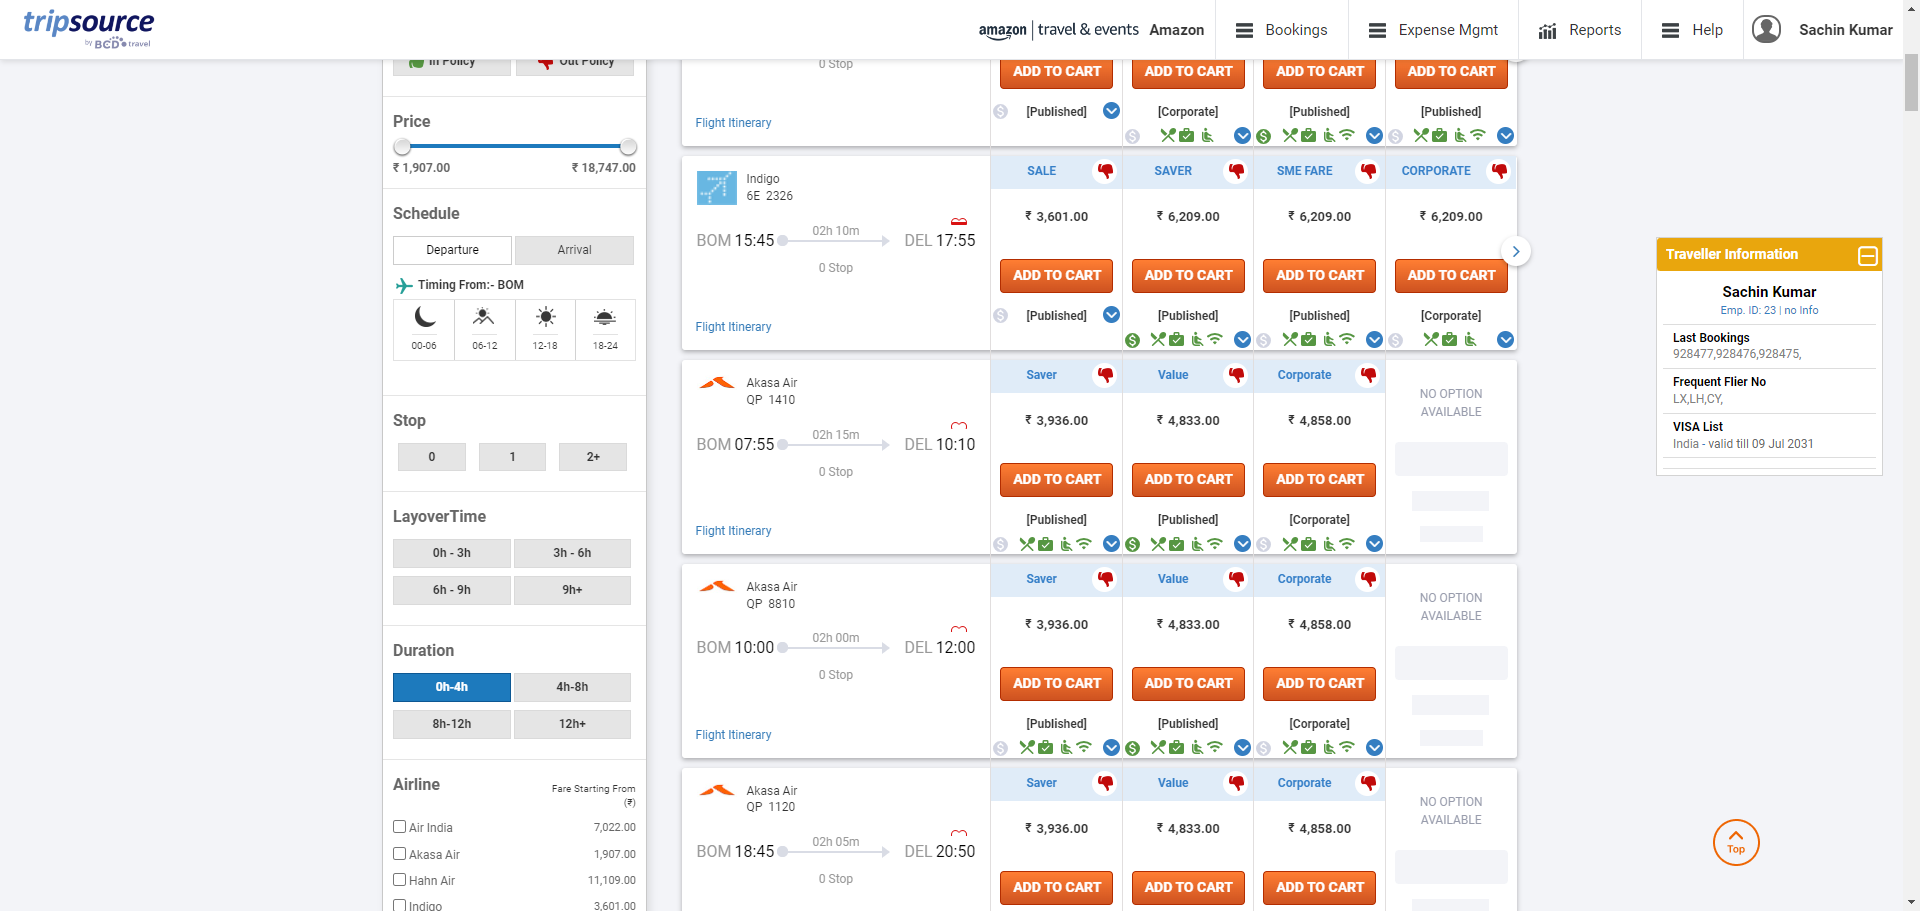 tripsource
by BCD travel
amazon | travel & events Amazon
Bookings
Expense Mgmt
Reports
Help
Sachin Kumar
In Policy
Out Policy
Price
₹ 1,907.00
₹ 18,747.00
Schedule
Departure
Arrival
Timing From:- BOM
00-06
06-12
12-18
18-24
Stop
0
1
2+
LayoverTime
0h - 3h
3h - 6h
6h - 9h
9h+
Duration
0h-4h
4h-8h
8h-12h
12h+
Airline
Fare Starting From
(₹)
Air India 7,022.00
Akasa Air 1,907.00
Hahn Air 11,109.00
Indigo 3,601.00
0 Stop
Flight Itinerary
ADD TO CART ADD TO CART ADD TO CART ADD TO CART
[Published] [Corporate] [Published] [Published]
Indigo
6E 2326
BOM 15:45
02h 10m
DEL 17:55
0 Stop
Flight Itinerary
SALE SAVER SME FARE CORPORATE
₹ 3,601.00 ₹ 6,209.00 ₹ 6,209.00 ₹ 6,209.00
ADD TO CART ADD TO CART ADD TO CART ADD TO CART
[Published] [Published] [Published] [Corporate]
Akasa Air
QP 1410
BOM 07:55
02h 15m
DEL 10:10
0 Stop
Flight Itinerary
Saver Value Corporate
₹ 3,936.00 ₹ 4,833.00 ₹ 4,858.00
ADD TO CART ADD TO CART ADD TO CART
[Published] [Published] [Corporate]
NO OPTION
AVAILABLE
Akasa Air
QP 8810
BOM 10:00
02h 00m
DEL 12:00
0 Stop
Flight Itinerary
Saver Value Corporate
₹ 3,936.00 ₹ 4,833.00 ₹ 4,858.00
ADD TO CART ADD TO CART ADD TO CART
[Published] [Published] [Corporate]
NO OPTION
AVAILABLE
Akasa Air
QP 1120
BOM 18:45
02h 05m
DEL 20:50
0 Stop
Saver Value Corporate
₹ 3,936.00 ₹ 4,833.00 ₹ 4,858.00
ADD TO CART ADD TO CART ADD TO CART
NO OPTION
AVAILABLE
Traveller Information
Sachin Kumar
Emp. ID: 23 | no Info
Last Bookings
928477,928476,928475,
Frequent Flier No
LX,LH,CY,
VISA List
India - valid till 09 Jul 2031
Top